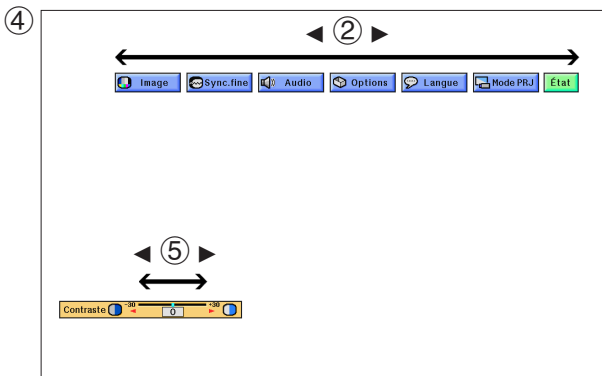 ④
◄ ② ►
Image Sync.fine Audio Options Langue Mode PRJ État
◄ ⑤ ►
Contraste -30 0 +30